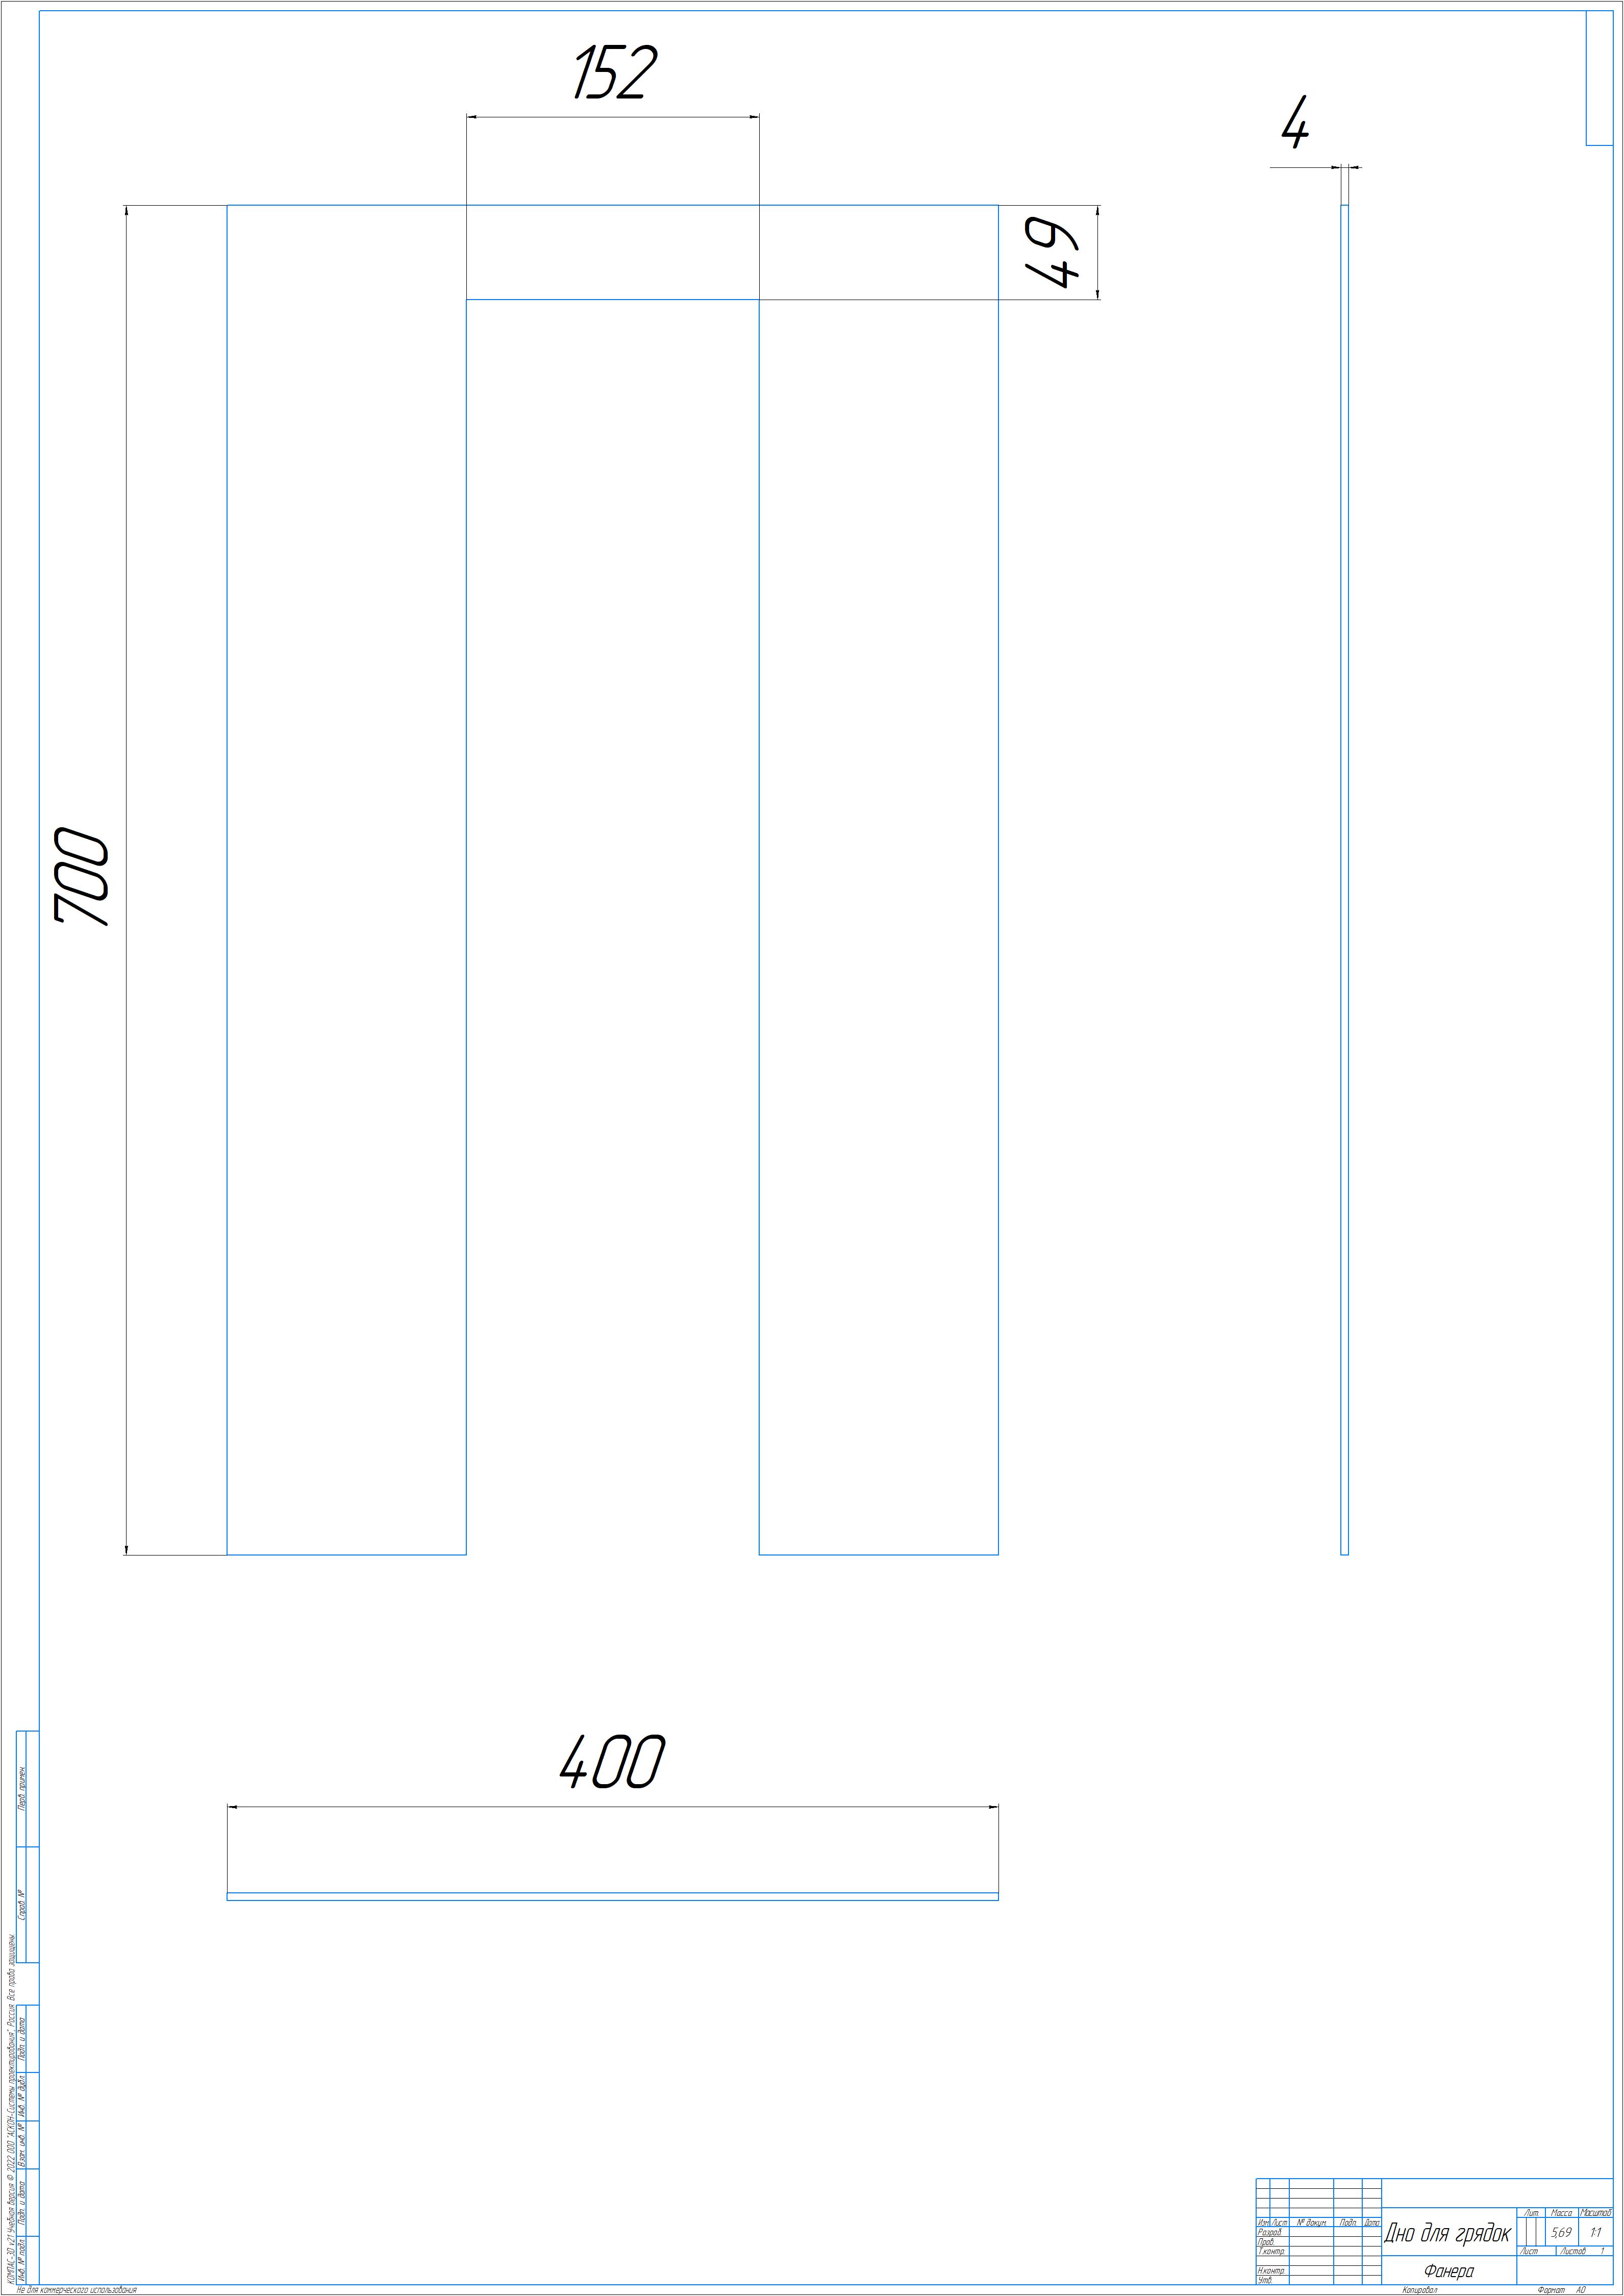 152
4
49
700
400
Перв. примен.
Справ. №
Подп. и дата
Инв. № дубл.
Взам. инв. №
Подп. и дата
Инв. № подл.
КОМПАС-3D v21 Учебная версия © 2022 ООО "АСКОН-Системы проектирования", Россия. Все права защищены.
Изм. Лист № докум. Подп. Дата
Разраб.
Пров.
Т.контр.
Н.контр.
Утв.
Дно для грядок
Фанера
Лит. Масса Масштаб
5,69 1:1
Лист Листов 1
Не для коммерческого использования
Копировал Формат A0